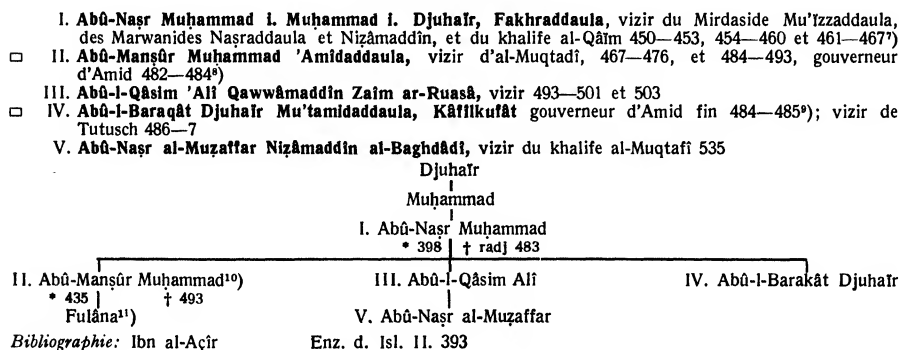 I. Abû-Naṣr Muḥammad i. Muḥammad i. Djuhaïr, Fakhraddaula, vizir du Mirdaside Mu'ïzzaddaula,
des Marwanides Naṣraddaula et Niẓâmaddîn, et du khalife al-Qâïm 450—453, 454—460 et 461—467⁷)
□ II. Abû-Manṣûr Muḥammad 'Amîdaddaula, vizir d'al-Muqtadî, 467—476, et 484—493, gouverneur
d'Amid 482—484⁸)
III. Abû-l-Qâsim 'Alî Qawwâmaddîn Zaîm ar-Ruasâ, vizir 493—501 et 503
□ IV. Abû-l-Baraqât Djuhaïr Mu'tamidaddaula, Kâfîlkufât gouverneur d'Amid fin 484—485⁹); vizir de
Tutusch 486—7
V. Abû-Naṣr al-Muẓaffar Niẓâmaddîn al-Baghdâdî, vizir du khalife al-Muqtafî 535
Djuhaïr
Muḥammad
I. Abû-Naṣr Muḥammad
* 398 † radj 483
II. Abû-Manṣûr Muḥammad¹⁰) III. Abû-l-Qâsim Alî IV. Abû-l-Barakât Djuhaïr
* 435 † 493
Fulâna¹¹) V. Abû-Naṣr al-Muẓaffar
Bibliographie: Ibn al-Açîr Enz. d. Isl. II. 393